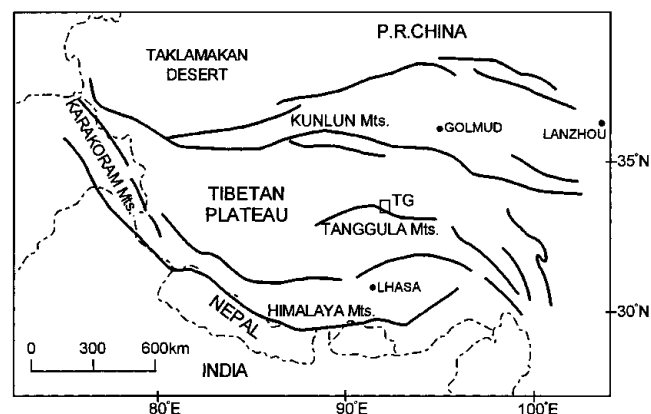 P.R.CHINA
TAKLAMAKAN
DESERT
KARAKORAM Mts.
KUNLUN Mts.
GOLMUD
LANZHOU
35°N
TIBETAN
PLATEAU
TG
TANGGULA Mts.
LHASA
30°N
NEPAL
HIMALAYA Mts.
0 300 600km
INDIA
80°E 90°E 100°E